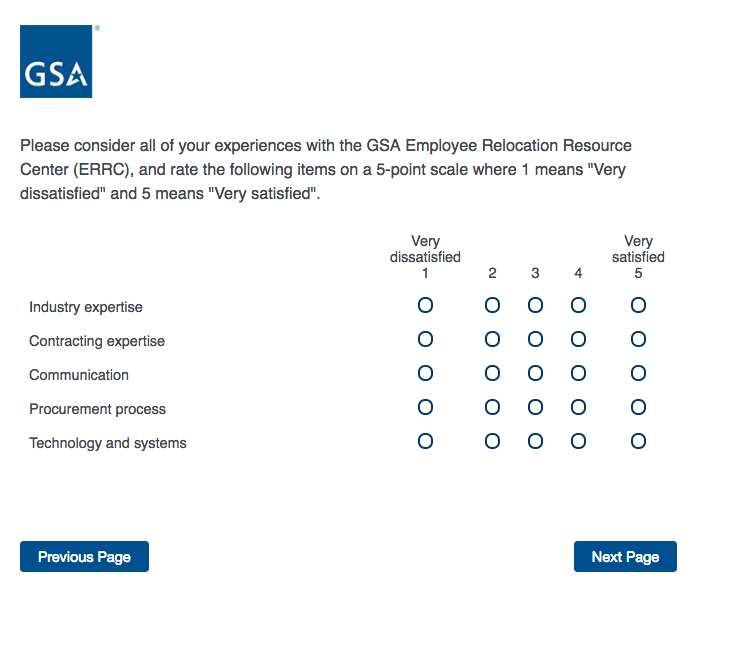 GSA
®
Please consider all of your experiences with the GSA Employee Relocation Resource
Center (ERRC), and rate the following items on a 5-point scale where 1 means "Very
dissatisfied" and 5 means "Very satisfied".
Very Very
dissatisfied satisfied
1 2 3 4 5
Industry expertise
Contracting expertise
Communication
Procurement process
Technology and systems
Previous Page Next Page